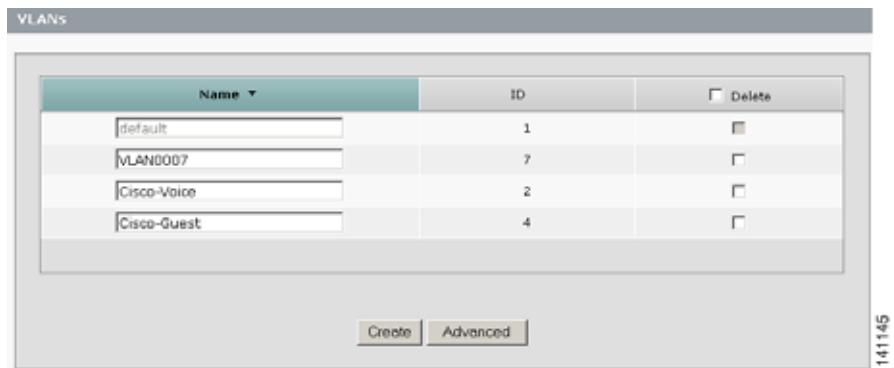 VLANs
Name ID Delete
default 1
VLAN0007 7
Cisco-Voice 2
Cisco-Guest 4
Create Advanced
141145